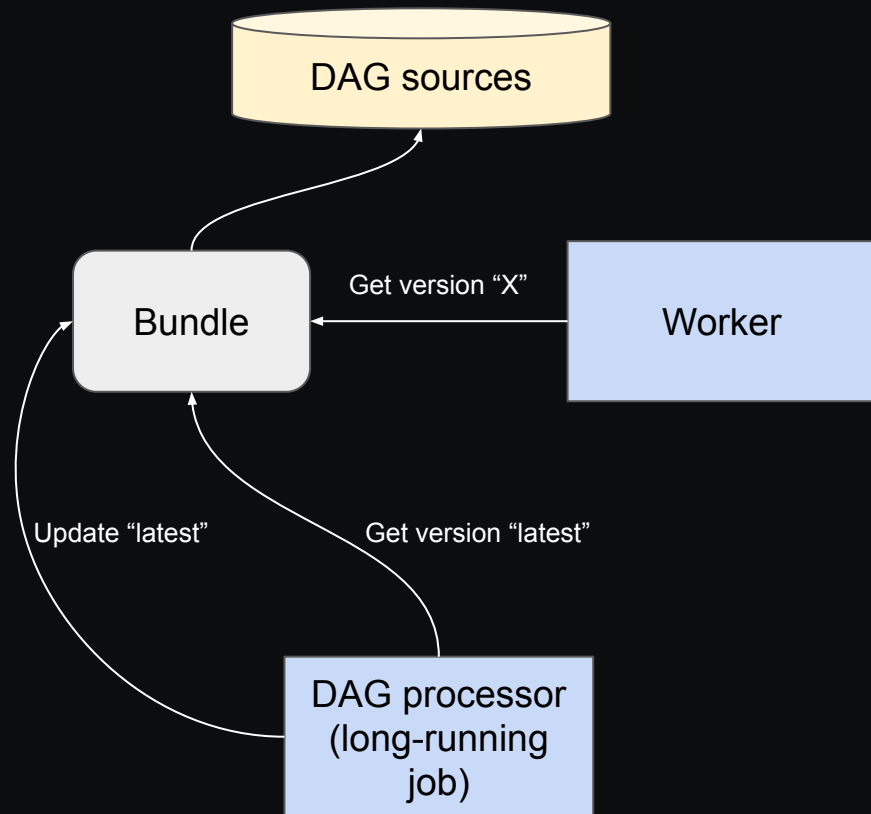 DAG sources
Get version “X”
Bundle
Worker
Update “latest”
Get version “latest”
DAG processor
(long-running
job)